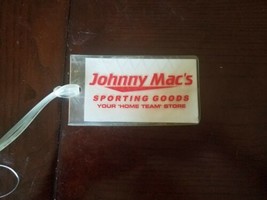 Johnny Mac's
SPORTING GOODS
YOUR 'HOME TEAM' STORE